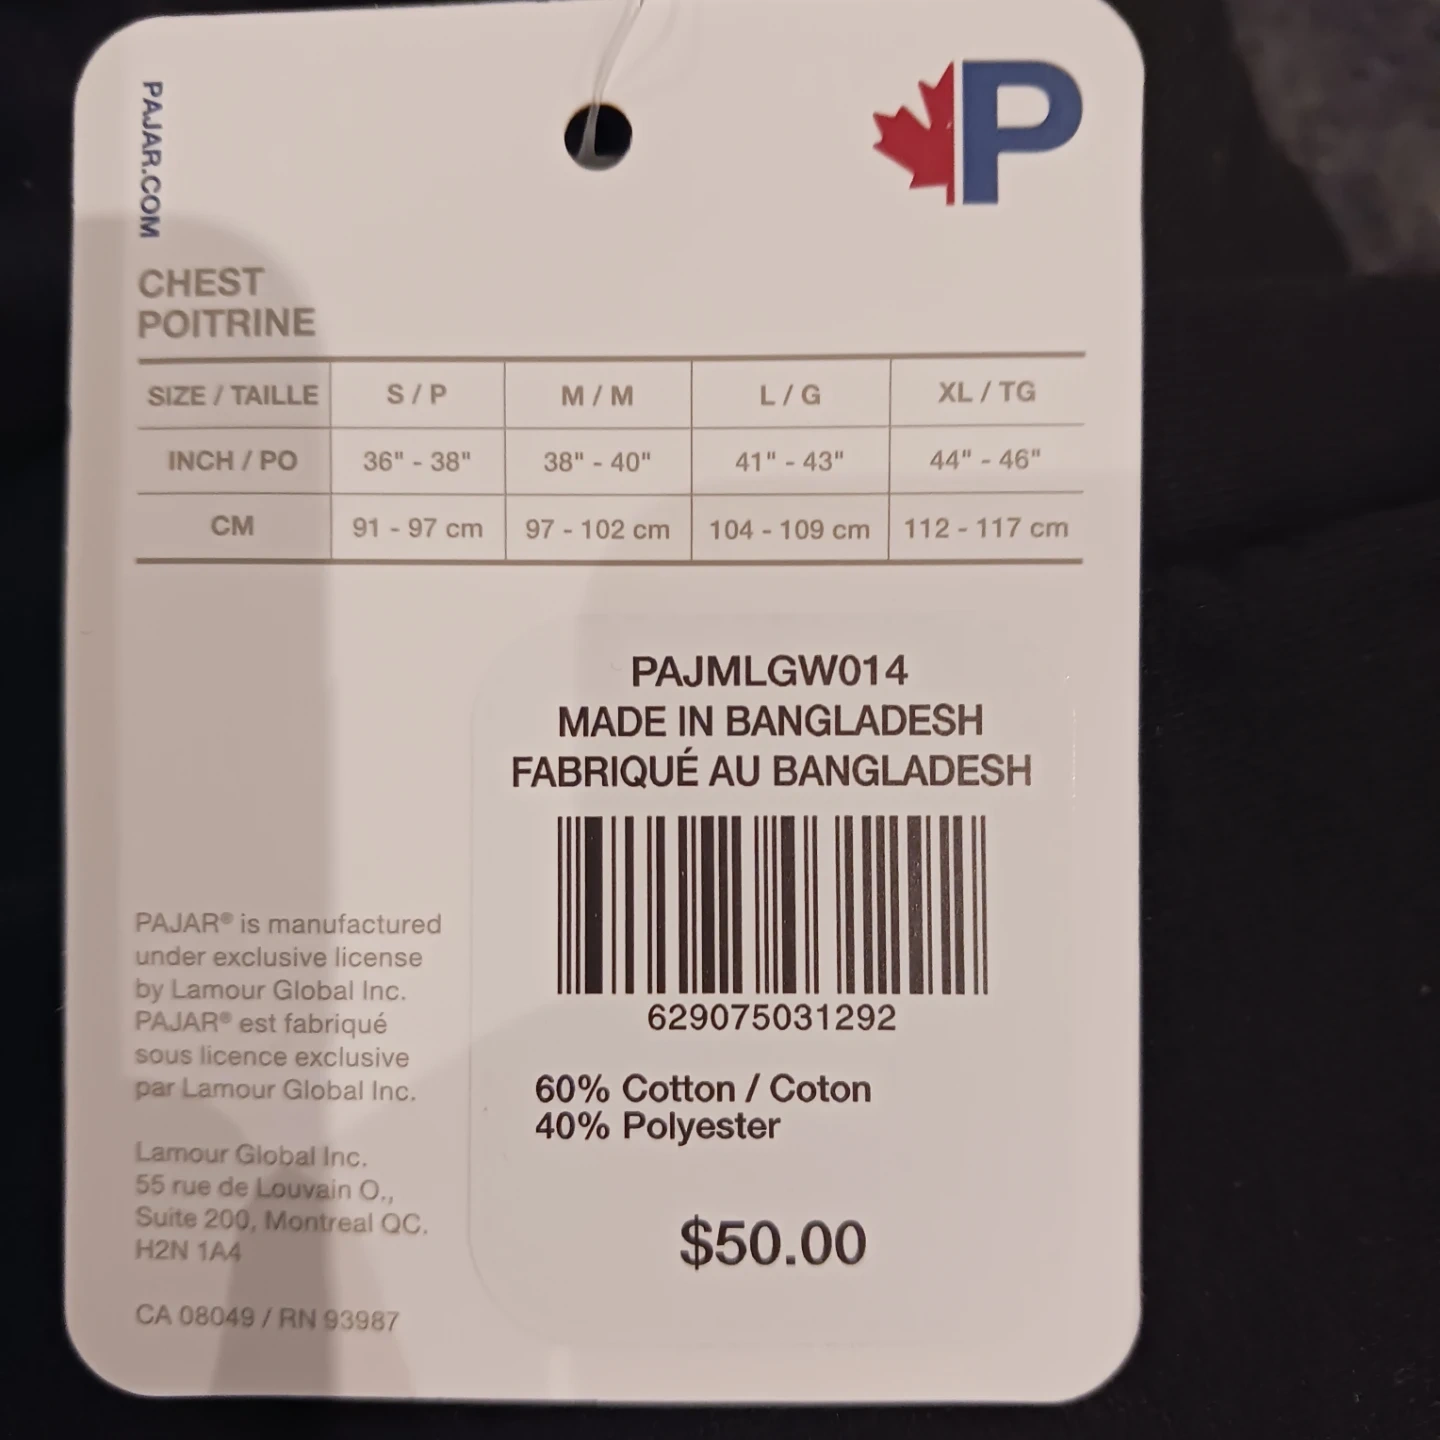 PAJAR.COM
P
CHEST
POITRINE
SIZE / TAILLE S / P M / M L / G XL / TG
INCH / PO 36" - 38" 38" - 40" 41" - 43" 44" - 46"
CM 91 - 97 cm 97 - 102 cm 104 - 109 cm 112 - 117 cm
PAJMLGW014
MADE IN BANGLADESH
FABRIQUÉ AU BANGLADESH
629075031292
60% Cotton / Coton
40% Polyester
$50.00
PAJAR® is manufactured
under exclusive license
by Lamour Global Inc.
PAJAR® est fabriqué
sous licence exclusive
par Lamour Global Inc.
Lamour Global Inc.
55 rue de Louvain O.,
Suite 200, Montreal QC.
H2N 1A4
CA 08049 / RN 93987